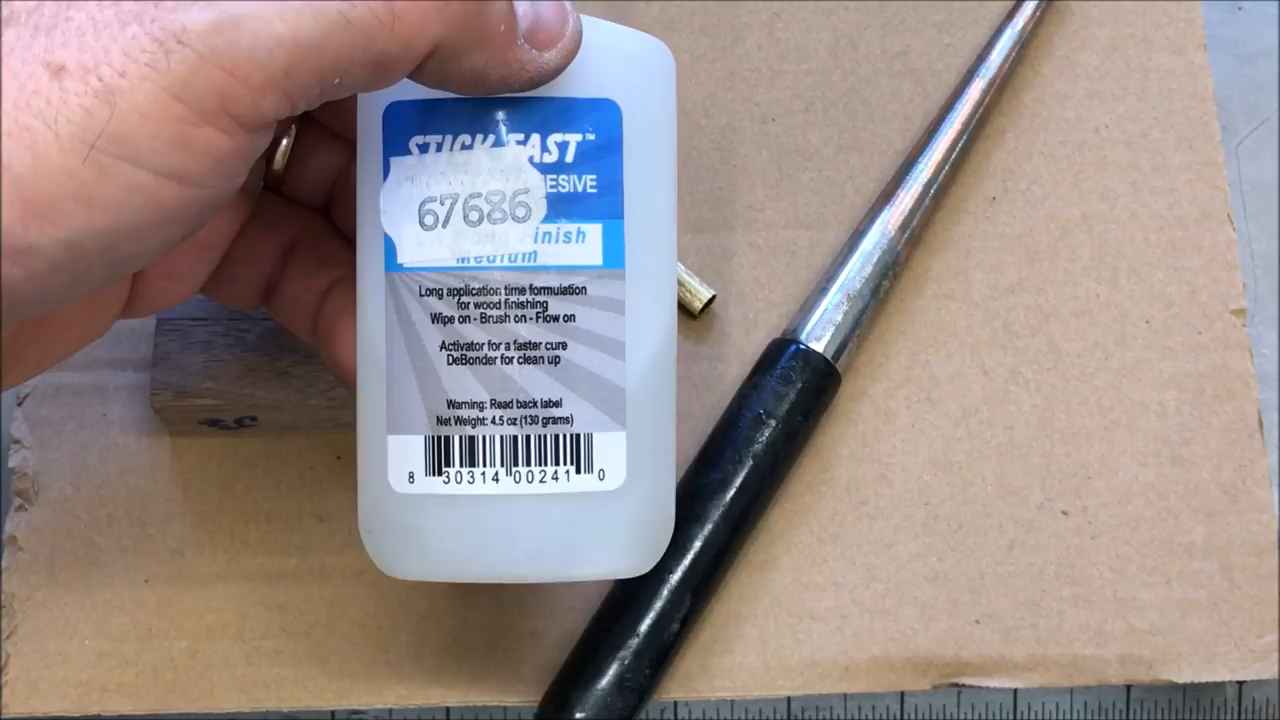 STICK FAST™
67686
Finish
Medium
Long application time formulation
for wood finishing
Wipe on - Brush on - Flow on
Activator for a faster cure
DeBonder for clean up
Warning: Read back label
Net Weight: 4.5 oz (130 grams)
8 30314 00241 0